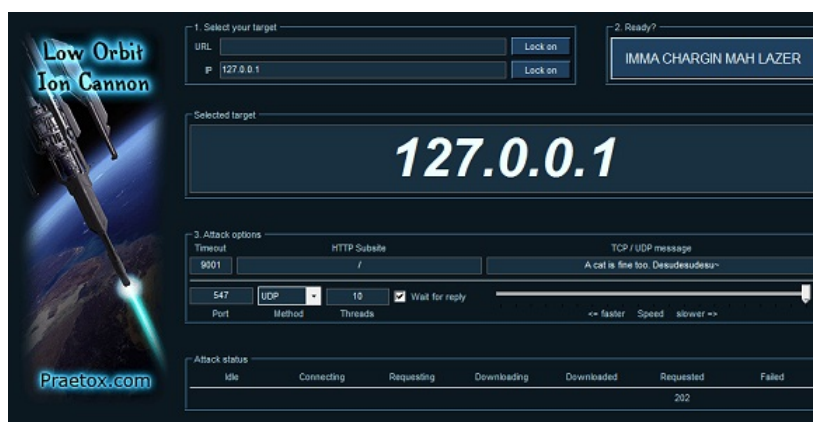 Low Orbit
Ion Cannon
Praetox.com
1. Select your target
URL Lock on
IP 127.0.0.1 Lock on
2. Ready?
IMMA CHARGIN MAH LAZER
Selected target
127.0.0.1
3. Attack options
Timeout HTTP Subsite TCP / UDP message
9001 / A cat is fine too. Desudesudesu~
547 UDP 10 Wait for reply
Port Method Threads <= faster Speed slower =>
Attack status
Idle Connecting Requesting Downloading Downloaded Requested Failed
202